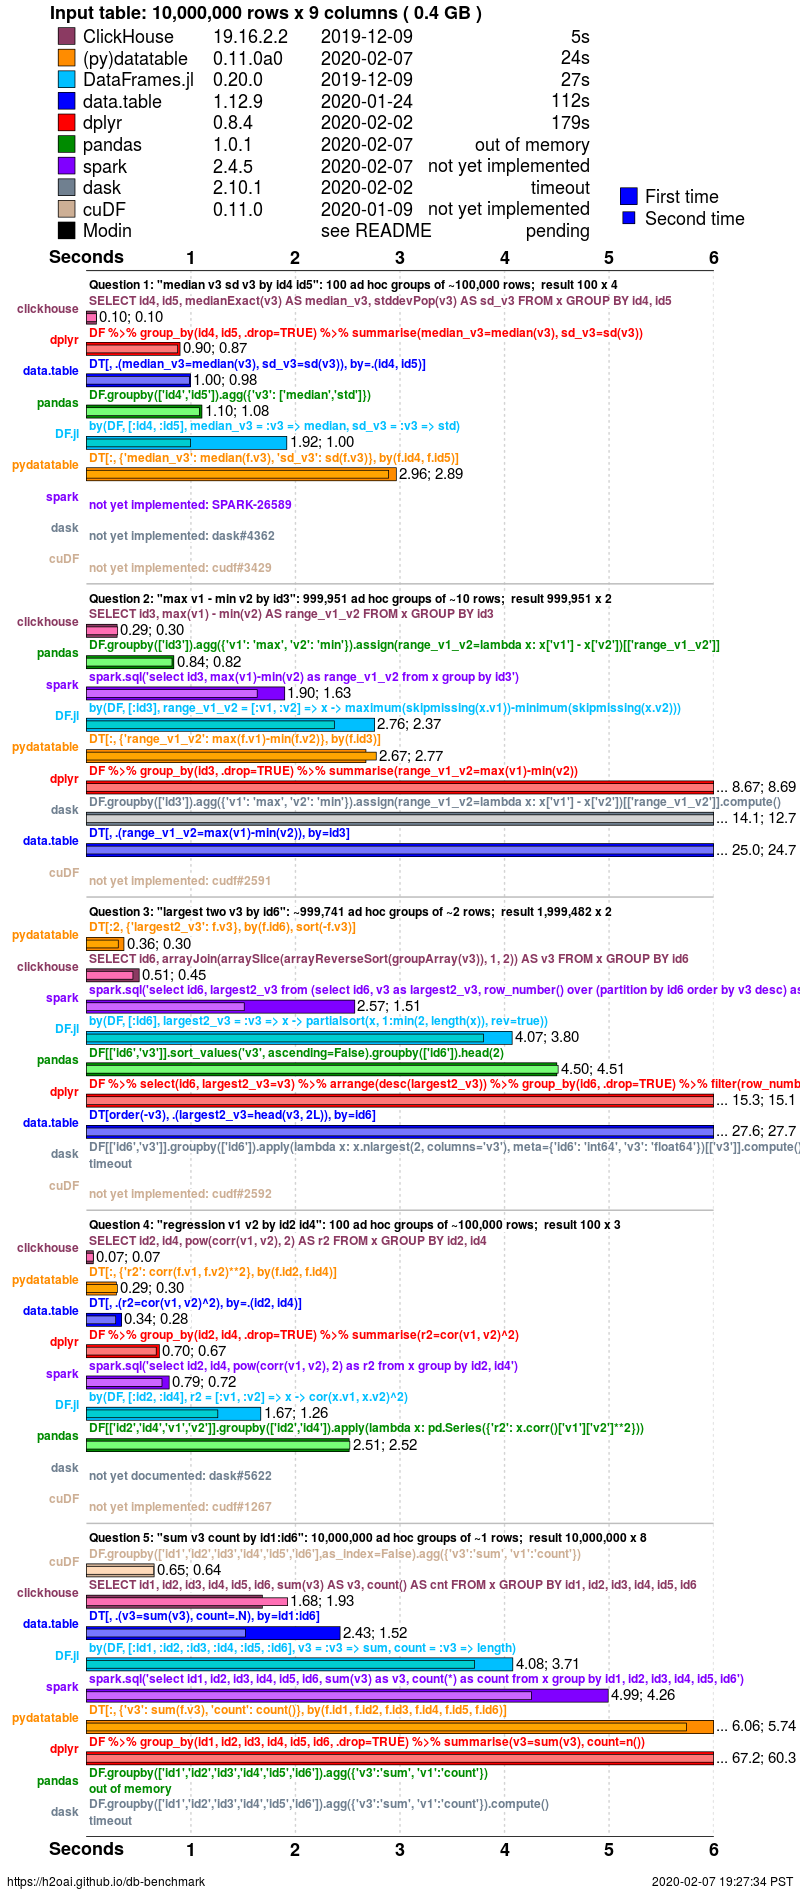 Input table: 10,000,000 rows x 9 columns ( 0.4 GB )
ClickHouse 19.16.2.2 2019-12-09 5s
(py)datatable 0.11.0a0 2020-02-07 24s
DataFrames.jl 0.20.0 2019-12-09 27s
data.table 1.12.9 2020-01-24 112s
dplyr 0.8.4 2020-02-02 179s
pandas 1.0.1 2020-02-07 out of memory
spark 2.4.5 2020-02-07 not yet implemented
dask 2.10.1 2020-02-02 timeout
cuDF 0.11.0 2020-01-09 not yet implemented
Modin see README pending
First time
Second time
Seconds 1 2 3 4 5 6
Question 1: "median v3 sd v3 by id4 id5": 100 ad hoc groups of ~100,000 rows; result 100 x 4
SELECT id4, id5, medianExact(v3) AS median_v3, stddevPop(v3) AS sd_v3 FROM x GROUP BY id4, id5
clickhouse 0.10; 0.10
DF %>% group_by(id4, id5, .drop=TRUE) %>% summarise(median_v3=median(v3), sd_v3=sd(v3))
dplyr 0.90; 0.87
DT[, .(median_v3=median(v3), sd_v3=sd(v3)), by=.(id4, id5)]
data.table 1.00; 0.98
DF.groupby(['id4','id5']).agg({'v3': ['median','std']})
pandas 1.10; 1.08
by(DF, [:id4, :id5], median_v3 = :v3 => median, sd_v3 = :v3 => std)
DF.jl 1.92; 1.00
DT[:, {'median_v3': median(f.v3), 'sd_v3': sd(f.v3)}, by(f.id4, f.id5)]
pydatatable 2.96; 2.89
spark not yet implemented: SPARK-26589
dask not yet implemented: dask#4362
cuDF not yet implemented: cudf#3429
Question 2: "max v1 - min v2 by id3": 999,951 ad hoc groups of ~10 rows; result 999,951 x 2
SELECT id3, max(v1) - min(v2) AS range_v1_v2 FROM x GROUP BY id3
clickhouse 0.29; 0.30
DF.groupby(['id3']).agg({'v1': 'max', 'v2': 'min'}).assign(range_v1_v2=lambda x: x['v1'] - x['v2'])[['range_v1_v2']]
pandas 0.84; 0.82
spark.sql('select id3, max(v1)-min(v2) as range_v1_v2 from x group by id3')
spark 1.90; 1.63
by(DF, [:id3], range_v1_v2 = [:v1, :v2] => x -> maximum(skipmissing(x.v1))-minimum(skipmissing(x.v2)))
DF.jl 2.76; 2.37
DT[:, {'range_v1_v2': max(f.v1)-min(f.v2)}, by(f.id3)]
pydatatable 2.67; 2.77
DF %>% group_by(id3, .drop=TRUE) %>% summarise(range_v1_v2=max(v1)-min(v2))
dplyr ... 8.67; 8.69
DF.groupby(['id3']).agg({'v1': 'max', 'v2': 'min'}).assign(range_v1_v2=lambda x: x['v1'] - x['v2'])[['range_v1_v2']].compute()
dask ... 14.1; 12.7
DT[, .(range_v1_v2=max(v1)-min(v2)), by=id3]
data.table ... 25.0; 24.7
cuDF not yet implemented: cudf#2591
Question 3: "largest two v3 by id6": ~999,741 ad hoc groups of ~2 rows; result 1,999,482 x 2
DT[:2, {'largest2_v3': f.v3}, by(f.id6), sort(-f.v3)]
pydatatable 0.36; 0.30
SELECT id6, arrayJoin(arraySlice(arrayReverseSort(groupArray(v3)), 1, 2)) AS v3 FROM x GROUP BY id6
clickhouse 0.51; 0.45
spark.sql('select id6, largest2_v3 from (select id6, v3 as largest2_v3, row_number() over (partition by id6 order by v3 desc) as
spark 2.57; 1.51
by(DF, [:id6], largest2_v3 = :v3 => x -> partialsort(x, 1:min(2, length(x)), rev=true))
DF.jl 4.07; 3.80
DF[['id6','v3']].sort_values('v3', ascending=False).groupby(['id6']).head(2)
pandas 4.50; 4.51
DF %>% select(id6, largest2_v3=v3) %>% arrange(desc(largest2_v3)) %>% group_by(id6, .drop=TRUE) %>% filter(row_numb
dplyr ... 15.3; 15.1
DT[order(-v3), .(largest2_v3=head(v3, 2L)), by=id6]
data.table ... 27.6; 27.7
DF[['id6','v3']].groupby(['id6']).apply(lambda x: x.nlargest(2, columns='v3'), meta={'id6': 'int64', 'v3': 'float64'})[['v3']].compute()
dask timeout
cuDF not yet implemented: cudf#2592
Question 4: "regression v1 v2 by id2 id4": 100 ad hoc groups of ~100,000 rows; result 100 x 3
SELECT id2, id4, pow(corr(v1, v2), 2) AS r2 FROM x GROUP BY id2, id4
clickhouse 0.07; 0.07
DT[:, {'r2': corr(f.v1, f.v2)**2}, by(f.id2, f.id4)]
pydatatable 0.29; 0.30
DT[, .(r2=cor(v1, v2)^2), by=.(id2, id4)]
data.table 0.34; 0.28
DF %>% group_by(id2, id4, .drop=TRUE) %>% summarise(r2=cor(v1, v2)^2)
dplyr 0.70; 0.67
spark.sql('select id2, id4, pow(corr(v1, v2), 2) as r2 from x group by id2, id4')
spark 0.79; 0.72
by(DF, [:id2, :id4], r2 = [:v1, :v2] => x -> cor(x.v1, x.v2)^2)
DF.jl 1.67; 1.26
DF[['id2','id4','v1','v2']].groupby(['id2','id4']).apply(lambda x: pd.Series({'r2': x.corr()['v1']['v2']**2}))
pandas 2.51; 2.52
dask not yet documented: dask#5622
cuDF not yet implemented: cudf#1267
Question 5: "sum v3 count by id1:id6": 10,000,000 ad hoc groups of ~1 rows; result 10,000,000 x 8
DF.groupby(['id1','id2','id3','id4','id5','id6'],as_index=False).agg({'v3':'sum', 'v1':'count'})
cuDF 0.65; 0.64
SELECT id1, id2, id3, id4, id5, id6, sum(v3) AS v3, count() AS cnt FROM x GROUP BY id1, id2, id3, id4, id5, id6
clickhouse 1.68; 1.93
DT[, .(v3=sum(v3), count=.N), by=id1:id6]
data.table 2.43; 1.52
by(DF, [:id1, :id2, :id3, :id4, :id5, :id6], v3 = :v3 => sum, count = :v3 => length)
DF.jl 4.08; 3.71
spark.sql('select id1, id2, id3, id4, id5, id6, sum(v3) as v3, count(*) as count from x group by id1, id2, id3, id4, id5, id6')
spark 4.99; 4.26
DT[:, {'v3': sum(f.v3), 'count': count()}, by(f.id1, f.id2, f.id3, f.id4, f.id5, f.id6)]
pydatatable ... 6.06; 5.74
DF %>% group_by(id1, id2, id3, id4, id5, id6, .drop=TRUE) %>% summarise(v3=sum(v3), count=n())
dplyr ... 67.2; 60.3
DF.groupby(['id1','id2','id3','id4','id5','id6']).agg({'v3':'sum', 'v1':'count'})
pandas out of memory
DF.groupby(['id1','id2','id3','id4','id5','id6']).agg({'v3':'sum', 'v1':'count'}).compute()
dask timeout
Seconds 1 2 3 4 5 6
https://h2oai.github.io/db-benchmark 2020-02-07 19:27:34 PST